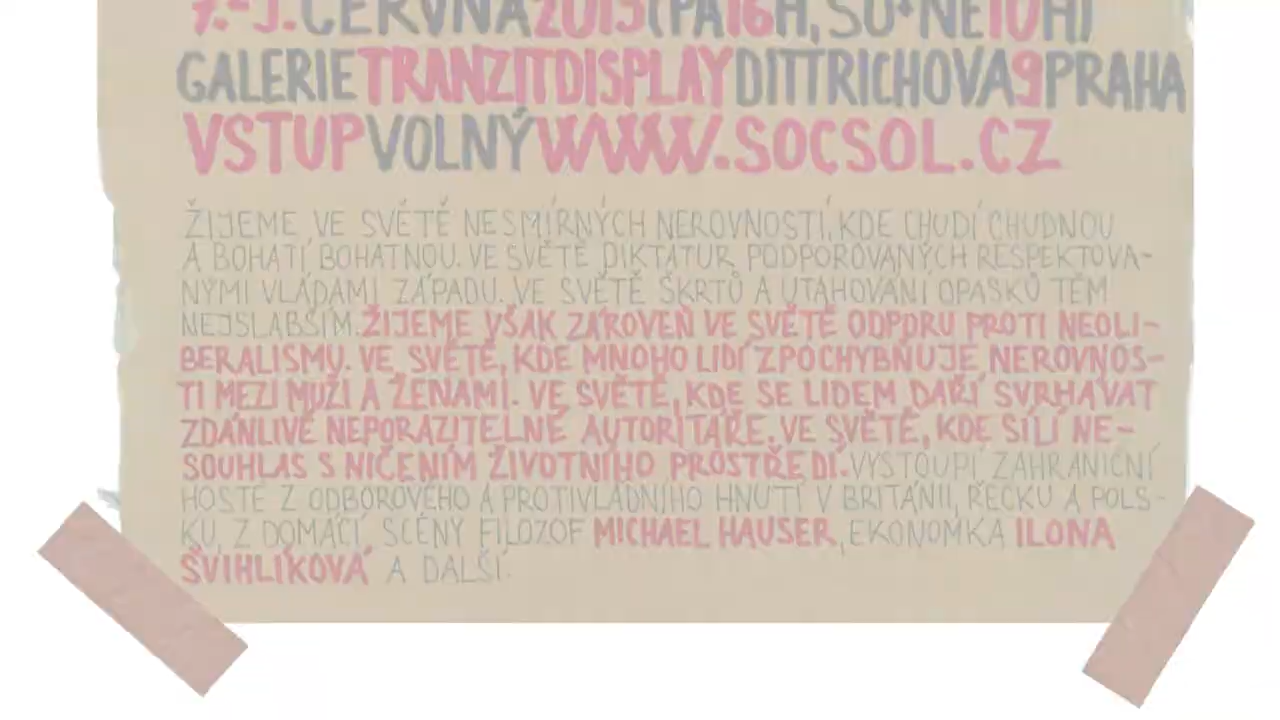 7.-9. ČERVNA 2013 (PÁ 16H, SO+NE 10H)
GALERIE TRANZITDISPLAY DITTRICHOVA 9 PRAHA
VSTUP VOLNÝ WWW.SOCSOL.CZ
ŽIJEME VE SVĚTĚ NESMÍRNÝCH NEROVNOSTÍ, KDE CHUDÍ CHUDNOU
A BOHATÍ BOHATNOU. VE SVĚTĚ DIKTATUR PODPOROVANÝCH RESPEKTOVA-
NÝMI VLÁDAMI ZÁPADU. VE SVĚTĚ ŠKRTŮ A UTAHOVÁNÍ OPASKŮ TĚM
NEJSLABŠÍM. ŽIJEME VŠAK ZÁROVEŇ VE SVĚTĚ ODPORU PROTI NEOLI-
BERALISMU. VE SVĚTĚ, KDE MNOHO LIDÍ ZPOCHYBŇUJE NEROVNOS-
TI MEZI MUŽI A ŽENAMI. VE SVĚTĚ, KDE SE LIDEM DAŘÍ SVRHÁVAT
ZDÁNLIVĚ NEPORAZITELNÉ AUTORITÁŘE. VE SVĚTĚ, KDE SÍLÍ NE-
SOUHLAS S NIČENÍM ŽIVOTNÍHO PROSTŘEDÍ. VYSTOUPÍ ZAHRANIČNÍ
HOSTÉ Z ODBOROVÉHO A PROTIVLÁDNÍHO HNUTÍ V BRITÁNII, ŘECKU A POLS-
KU, Z DOMÁCÍ SCÉNY FILOZOF MICHAEL HAUSER, EKONOMKA ILONA
ŠVIHLÍKOVÁ A DALŠÍ.